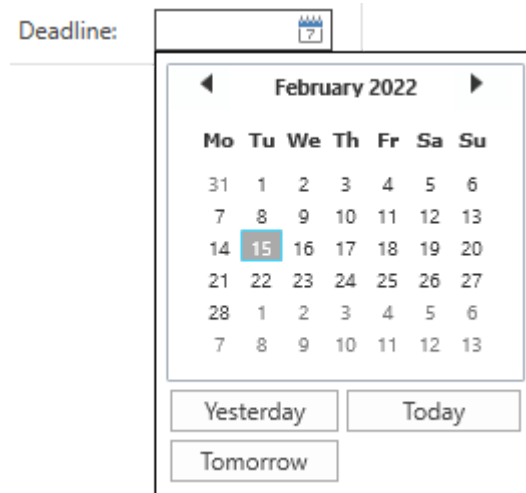 Deadline:
7
February 2022
Mo Tu We Th Fr Sa Su
31 1 2 3 4 5 6
7 8 9 10 11 12 13
14 15 16 17 18 19 20
21 22 23 24 25 26 27
28 1 2 3 4 5 6
7 8 9 10 11 12 13
Yesterday Today
Tomorrow